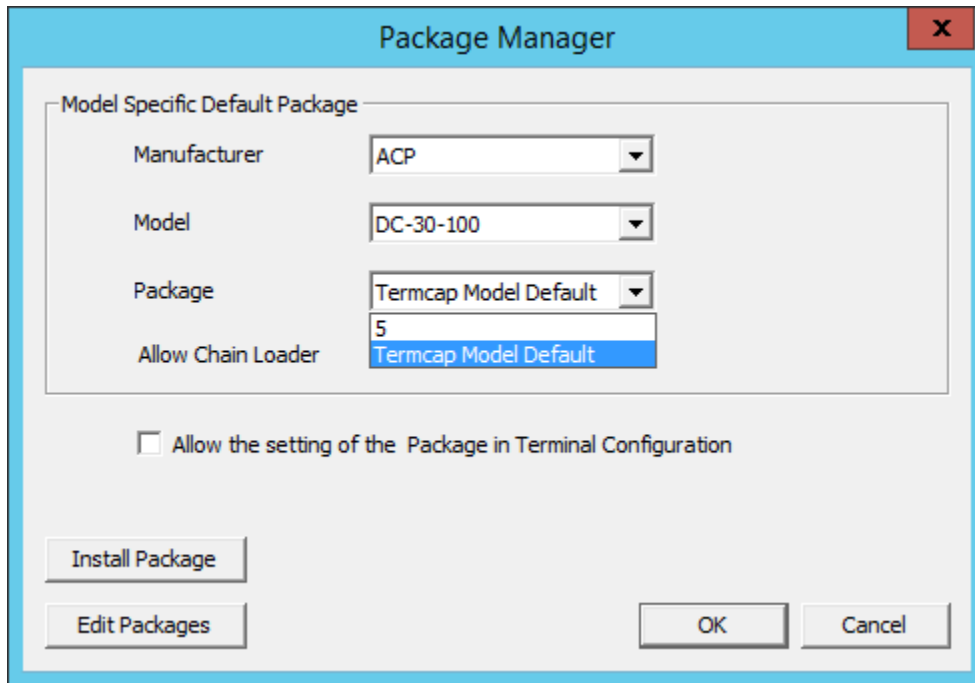 Package Manager
x
Model Specific Default Package
Manufacturer
ACP
Model
DC-30-100
Package
Termcap Model Default
5
Allow Chain Loader
Termcap Model Default
Allow the setting of the Package in Terminal Configuration
Install Package
Edit Packages
OK
Cancel